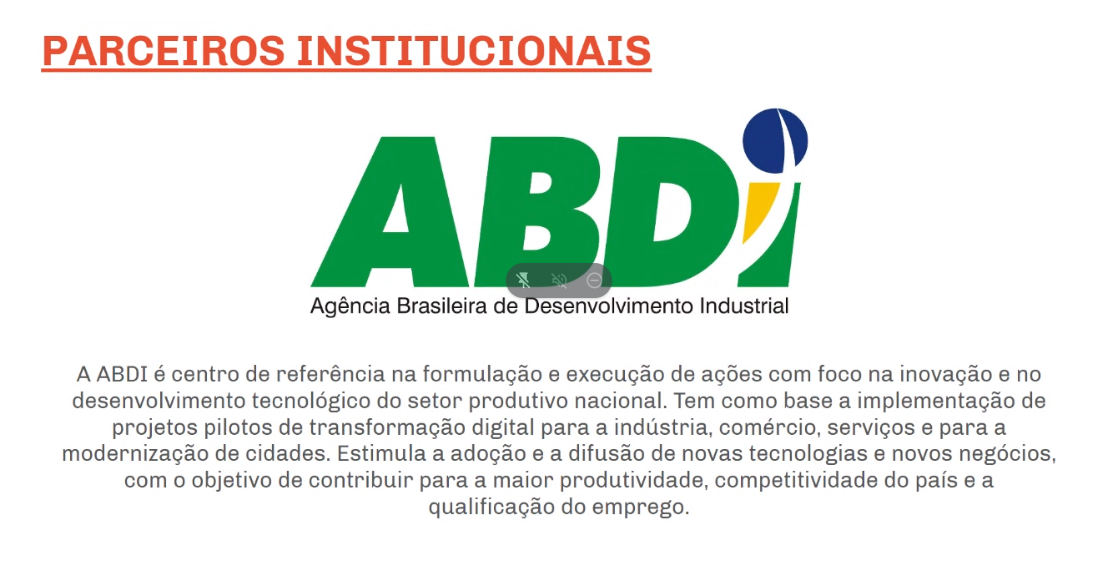 PARCEIROS INSTITUCIONAIS
ABDi
Agência Brasileira de Desenvolvimento Industrial
A ABDI é centro de referência na formulação e execução de ações com foco na inovação e no
desenvolvimento tecnológico do setor produtivo nacional. Tem como base a implementação de
projetos pilotos de transformação digital para a indústria, comércio, serviços e para a
modernização de cidades. Estimula a adoção e a difusão de novas tecnologias e novos negócios,
com o objetivo de contribuir para a maior produtividade, competitividade do país e a
qualificação do emprego.